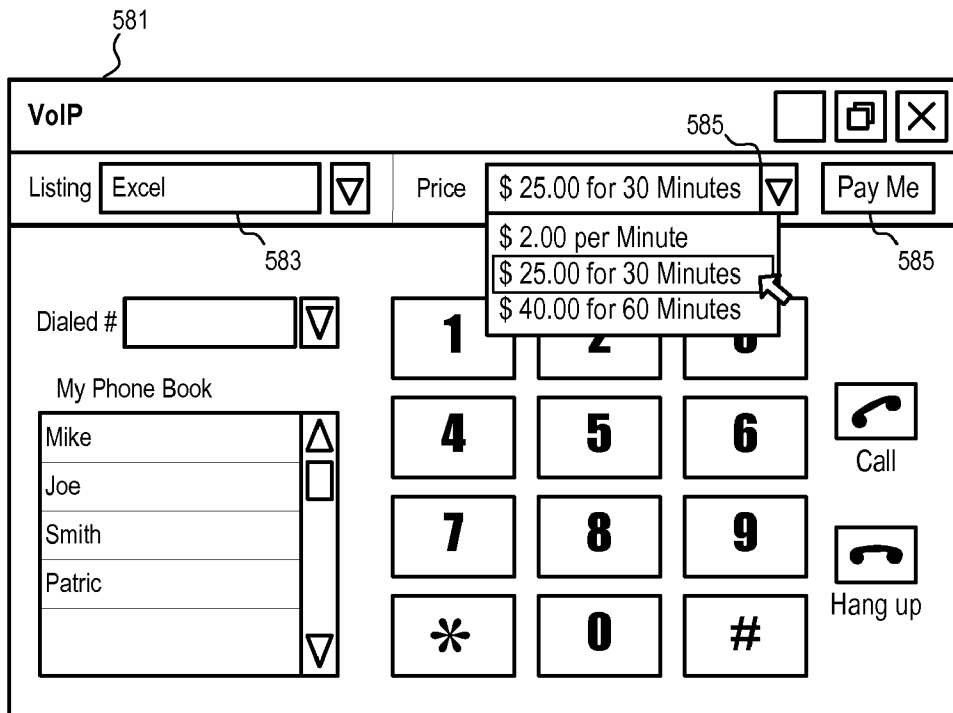 581
VoIP
585
Listing Excel Price $ 25.00 for 30 Minutes Pay Me
583 $ 2.00 per Minute 585
$ 25.00 for 30 Minutes
$ 40.00 for 60 Minutes
Dialed # 1
My Phone Book
Mike 4 5 6
Call
Joe
Smith 7 8 9
Patric
Hang up
* 0 #